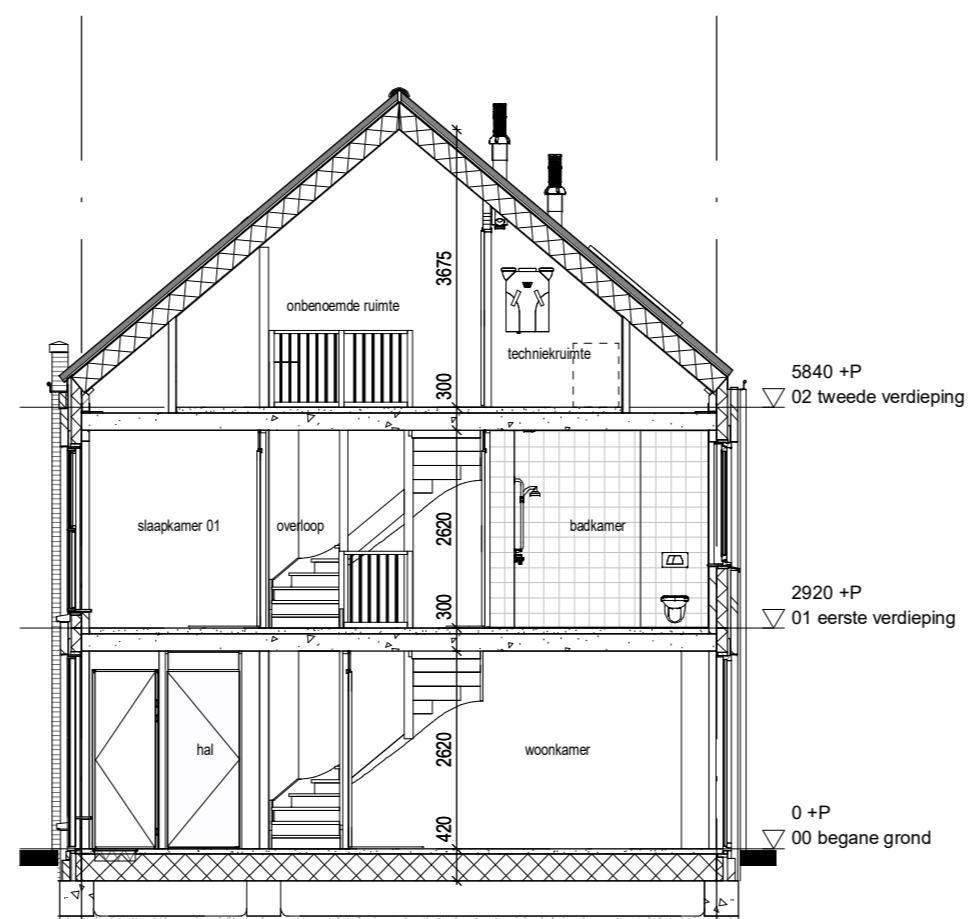 3675
onbenoemde ruimte
techniekruimte
300
5840 +P
02 tweede verdieping
slaapkamer 01
overloop
2620
badkamer
300
2920 +P
01 eerste verdieping
hal
2620
woonkamer
420
0 +P
00 begane grond